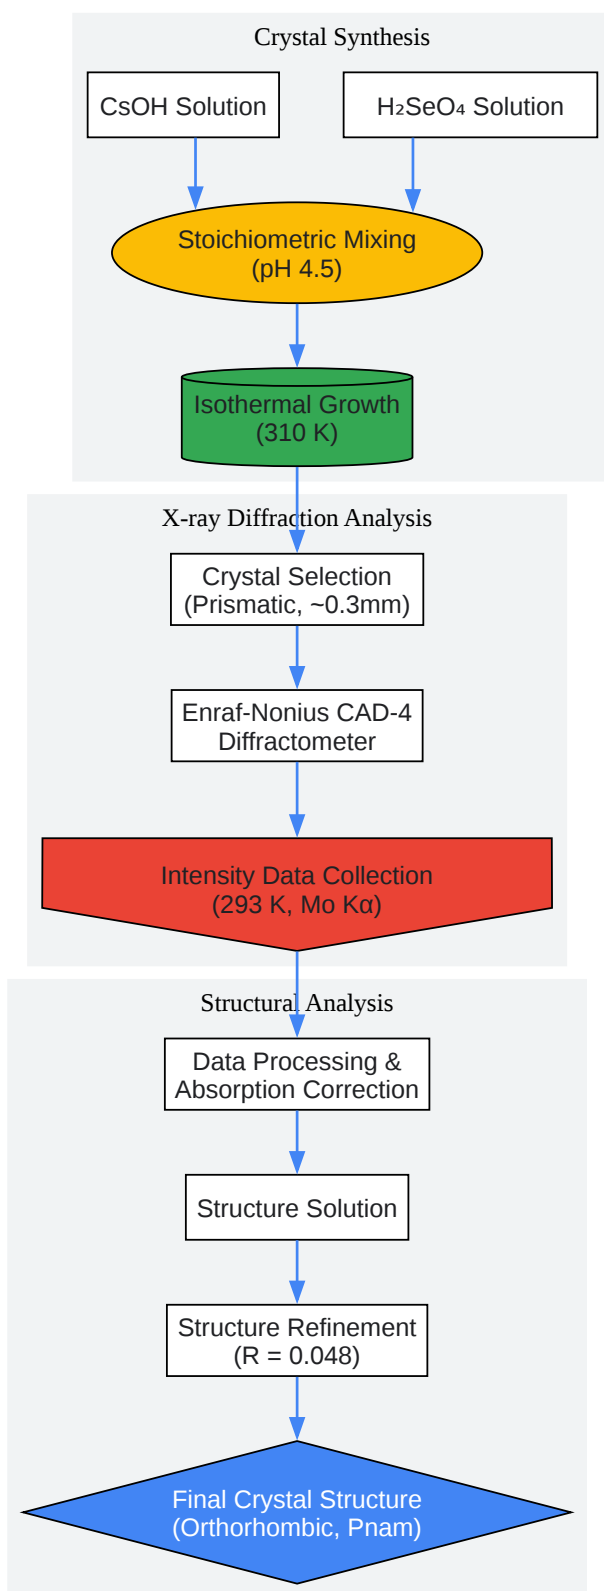 Crystal Synthesis
CsOH Solution
H₂SeO₄ Solution
Stoichiometric Mixing
(pH 4.5)
Isothermal Growth
(310 K)
X-ray Diffraction Analysis
Crystal Selection
(Prismatic, ~0.3mm)
Enraf-Nonius CAD-4
Diffractometer
Intensity Data Collection
(293 K, Mo Kα)
Structural Analysis
Data Processing &
Absorption Correction
Structure Solution
Structure Refinement
(R = 0.048)
Final Crystal Structure
(Orthorhombic, Pnam)